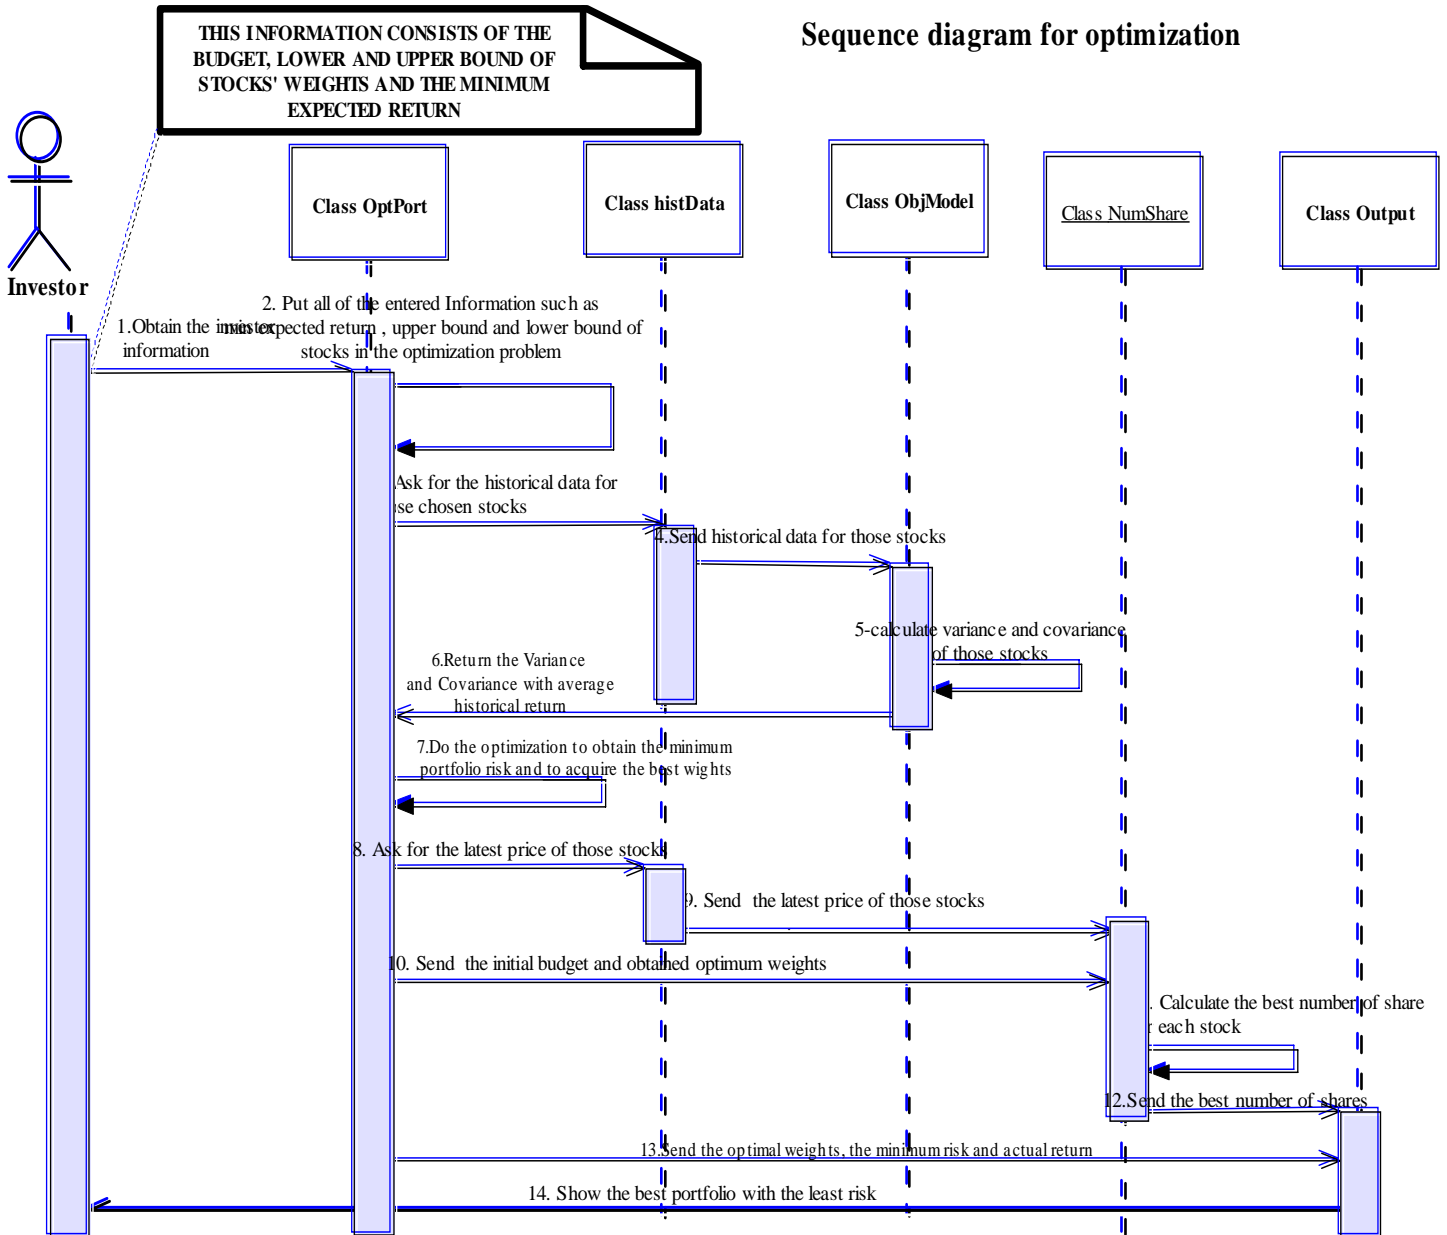 THIS INFORMATION CONSISTS OF THE
BUDGET, LOWER AND UPPER BOUND OF
STOCKS' WEIGHTS AND THE MINIMUM
EXPECTED RETURN
Sequence diagram for optimization
Investor
Class OptPort
Class histData
Class ObjModel
Class NumShare
Class Output
1.Obtain the investor
information
2. Put all of the entered Information such as
min expected return , upper bound and lower bound of
stocks in the optimization problem
Ask for the historical data for
chosen stocks
4.Send historical data for those stocks
5-calculate variance and covariance
of those stocks
6.Return the Variance
and Covariance with average
historical return
7.Do the optimization to obtain the minimum
portfolio risk and to acquire the best wights
8. Ask for the latest price of those stocks
9. Send the latest price of those stocks
10. Send the initial budget and obtained optimum weights
. Calculate the best number of share
each stock
12.Send the best number of shares
13.Send the optimal weights, the minimum risk and actual return
14. Show the best portfolio with the least risk